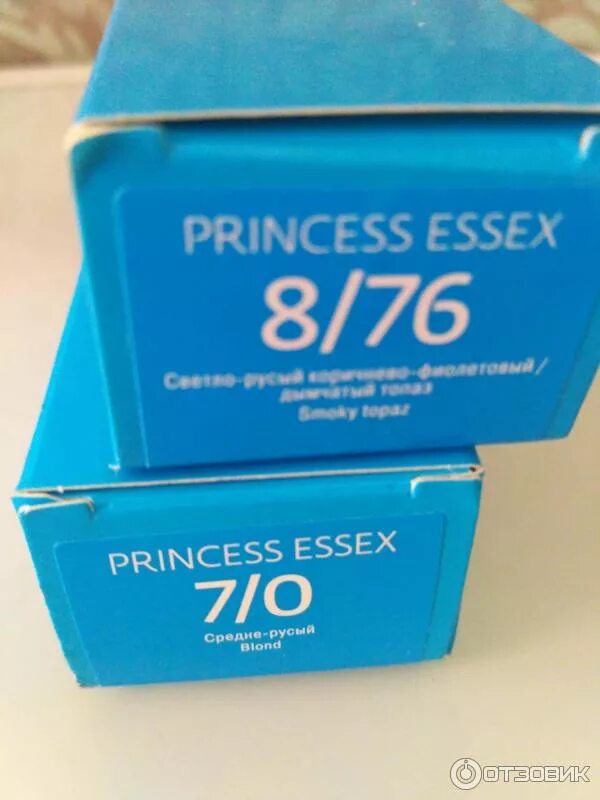 PRINCESS ESSEX
8/76
Светло-русый коричнево-фиолетовый/
дымчатый топаз
Smoky topaz
PRINCESS ESSEX
7/0
Средне-русый
Blond
ОТЗОВИК